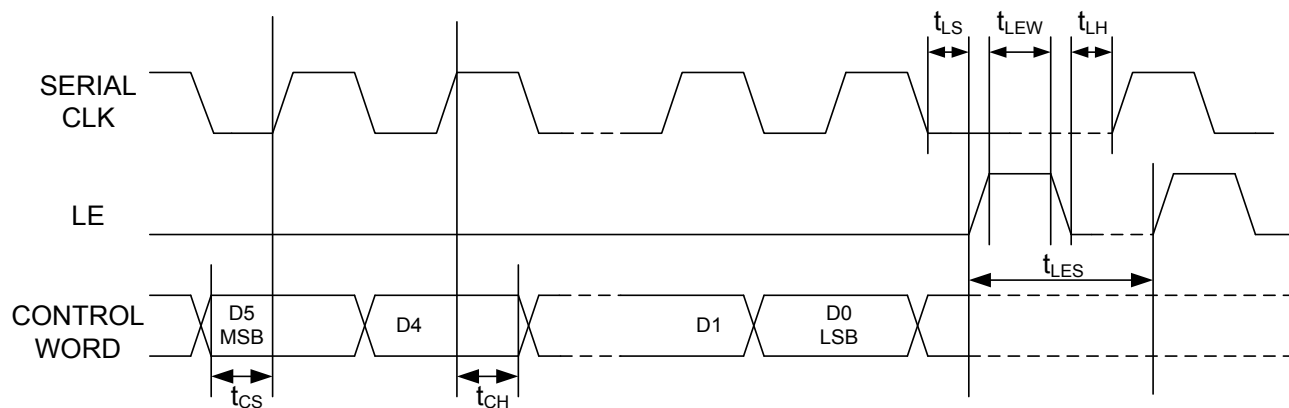 tLS
tLEW
tLH
SERIAL
CLK
LE
tLES
CONTROL
WORD
D5
MSB
D4
D1
D0
LSB
tCS
tCH